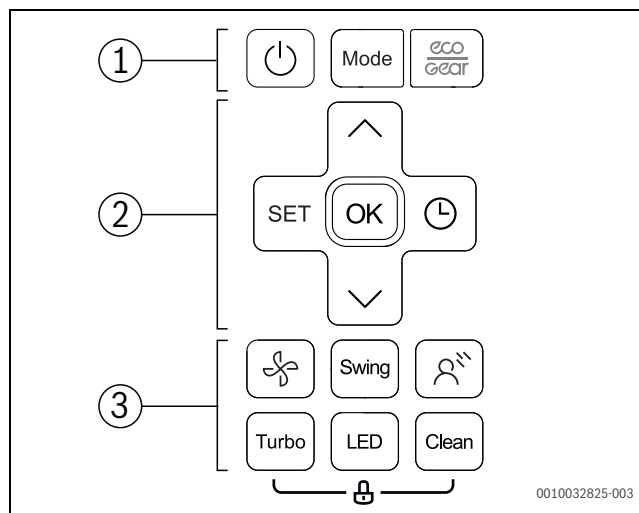 1
Mode
eco
Gear
2
SET
OK
3
Swing
Turbo
LED
Clean
0010032825-003